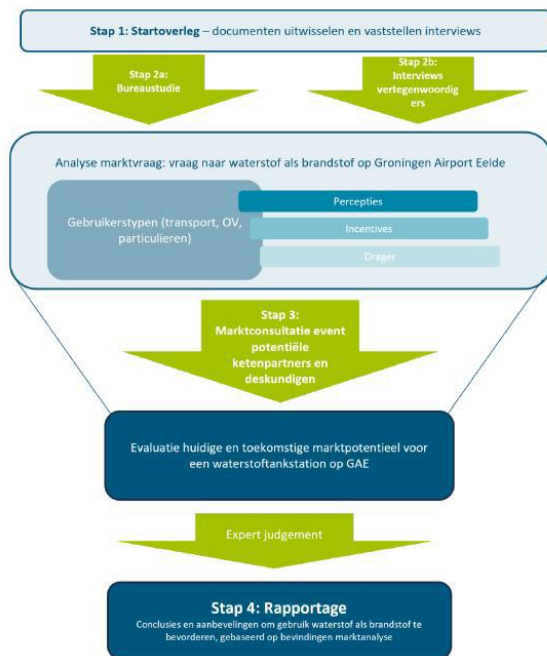 Stap 1: Startoverleg – documenten uitwisselen en vaststellen interviews
Stap 2a:
Bureaustudie
Stap 2b:
Interviews
vertegenwoordig
ers
Analyse marktvraag: vraag naar waterstof als brandstof op Groningen Airport Eelde
Gebruikerstypen (transport, OV,
particulieren)
Percepties
Incentives
Drager
Stap 3:
Marktconsultatie event
potentiële
ketenpartners en
deskundigen
Evaluatie huidige en toekomstige marktpotentieel voor
een waterstoftankstation op GAE
Expert judgement
Stap 4: Rapportage
Conclusies en aanbevelingen om gebruik waterstof als brandstof te
bevorderen, gebaseerd op bevindingen marktanalyse